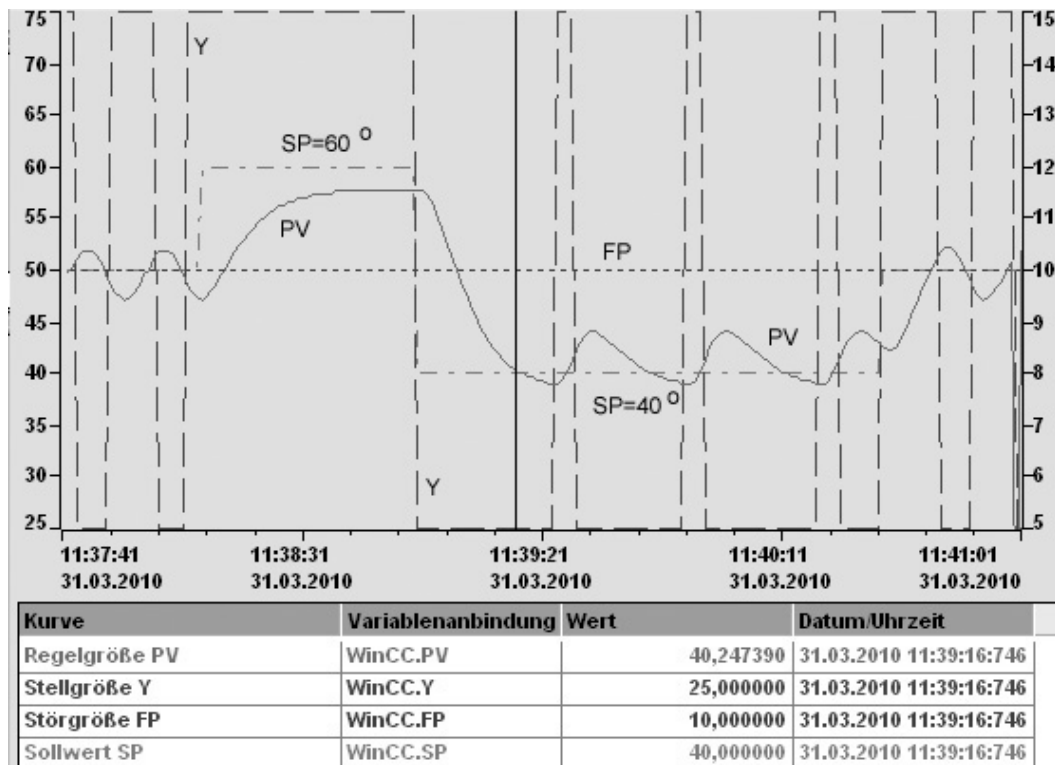 75
70
65
60
55
50
45
40
35
30
25
15
14
13
12
11
10
9
8
7
6
5
Y
SP=60 o
PV
FP
PV
SP=40 o
Y
11:37:41 11:38:31 11:39:21 11:40:11 11:41:01
31.03.2010 31.03.2010 31.03.2010 31.03.2010 31.03.2010
Kurve Variablenanbindung Wert Datum/Uhrzeit
Regelgröße PV WinCC.PV 40,247390 31.03.2010 11:39:16:746
Stellgröße Y WinCC.Y 25,000000 31.03.2010 11:39:16:746
Störgröße FP WinCC.FP 10,000000 31.03.2010 11:39:16:746
Sollwert SP WinCC.SP 40,000000 31.03.2010 11:39:16:746